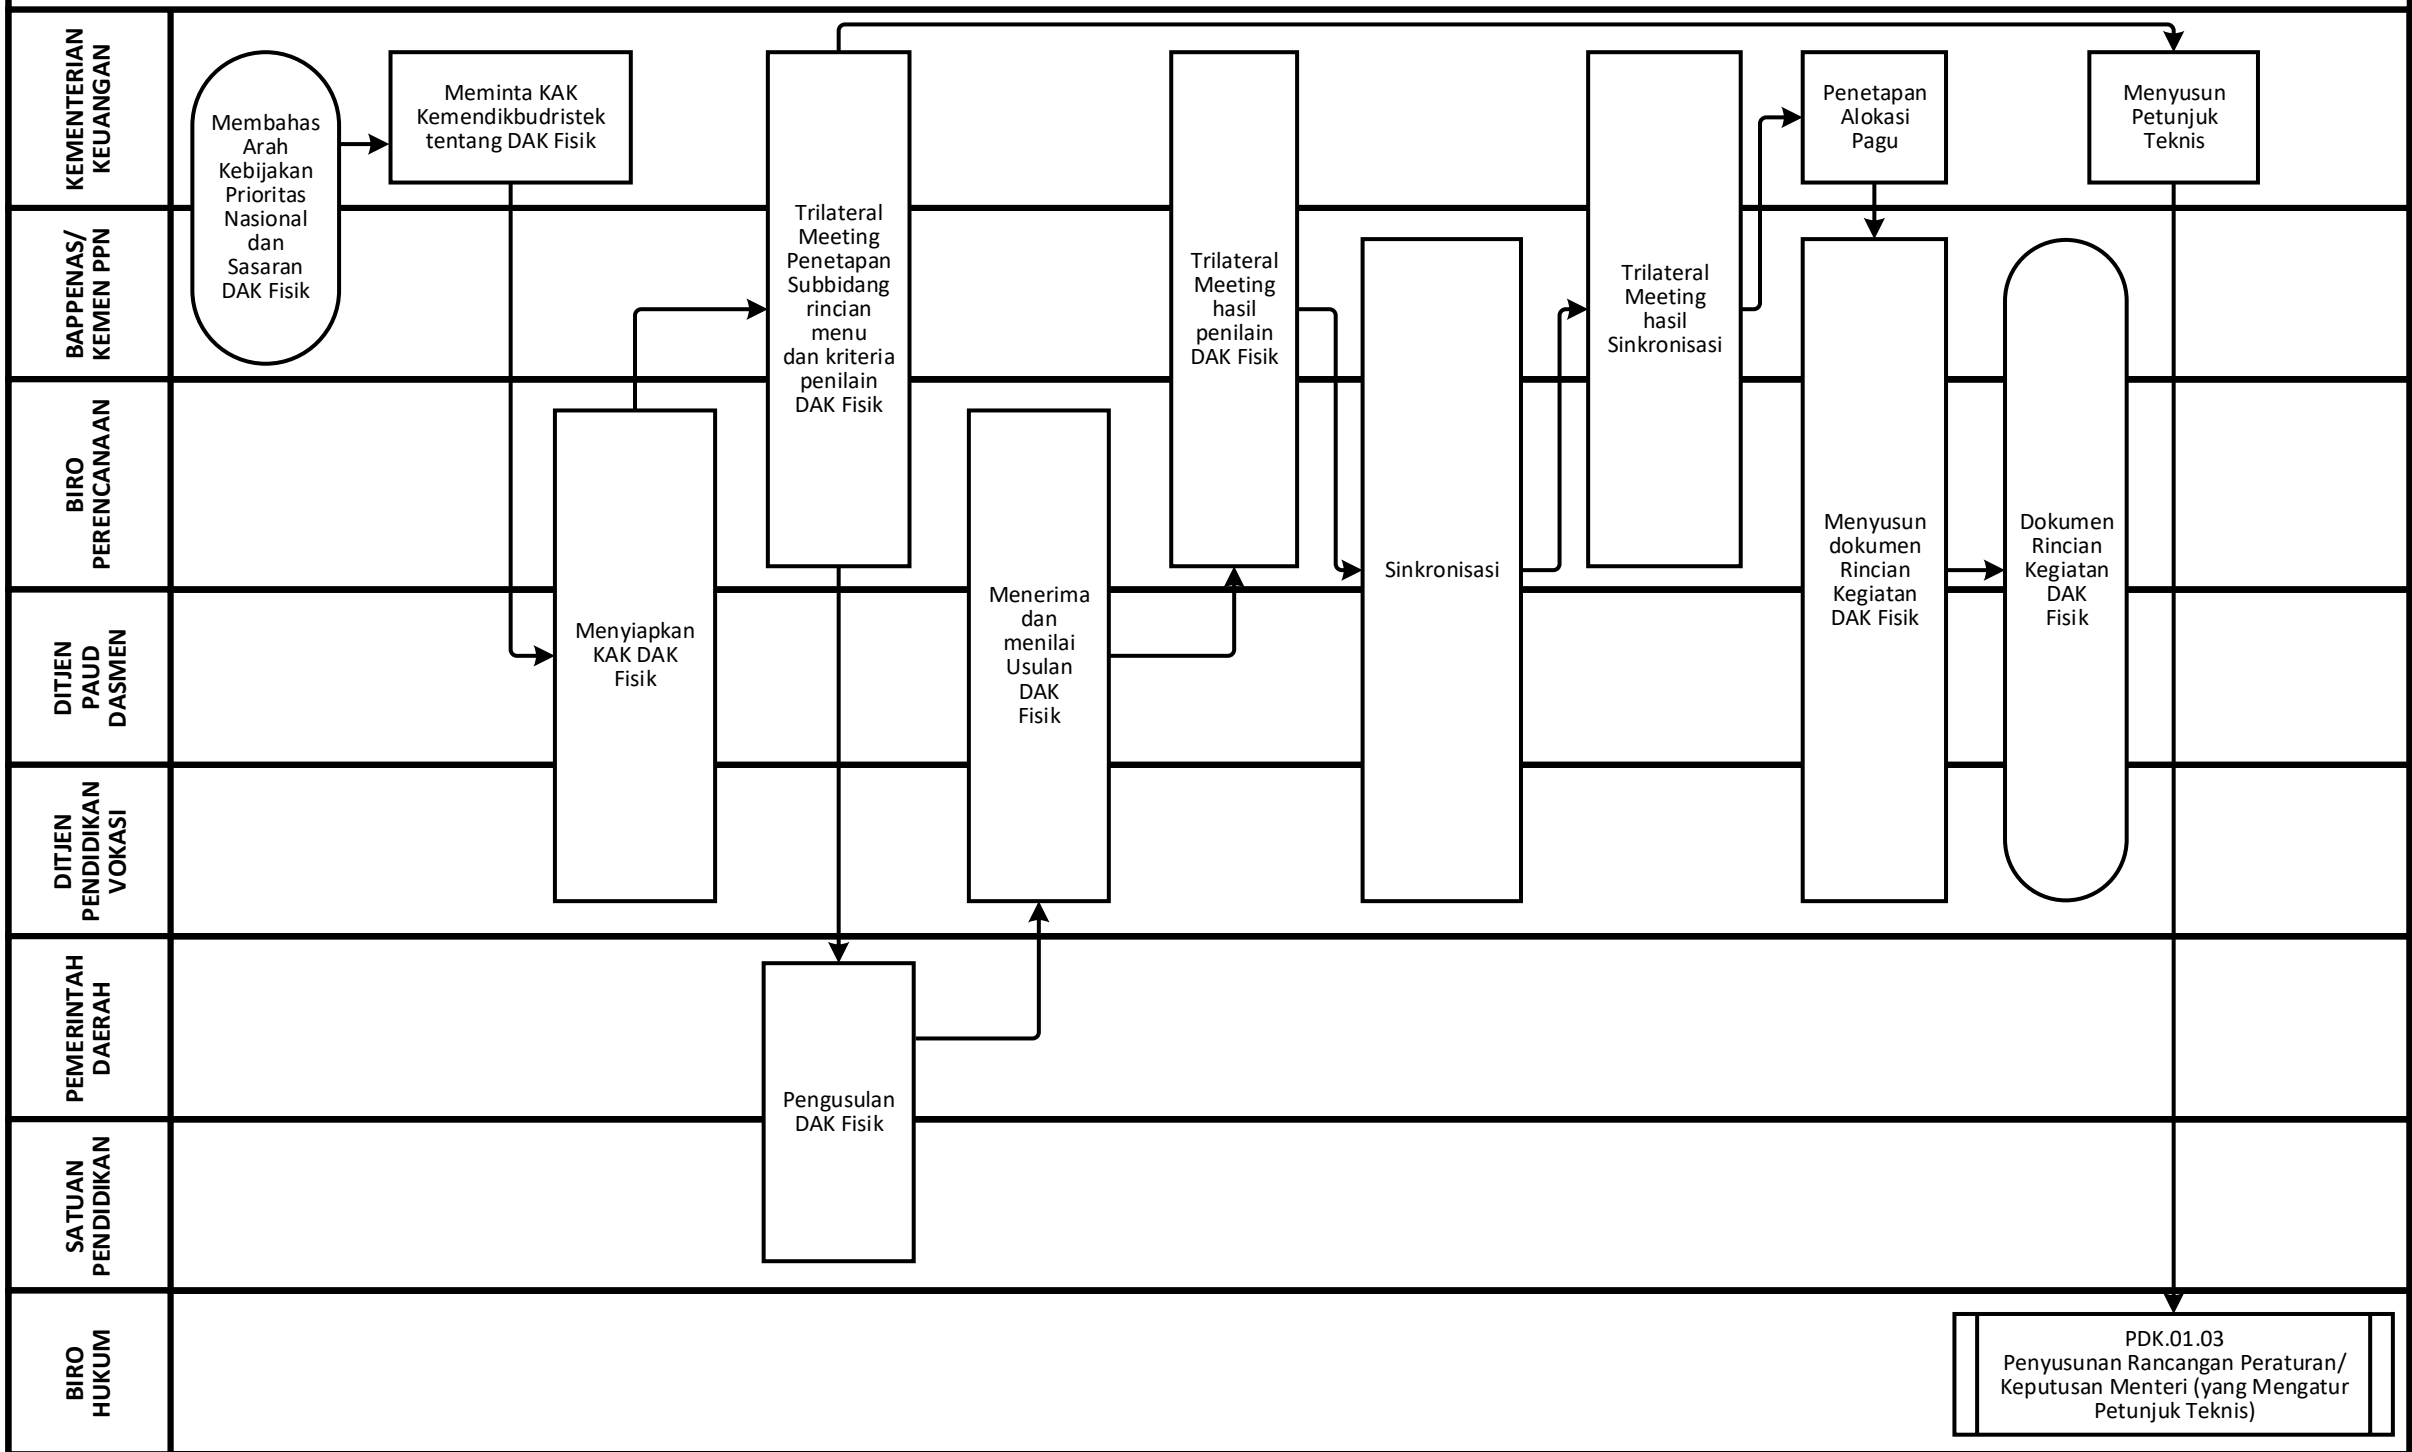 KEMENTERIAN
KEUANGAN
Membahas
Arah
Kebijakan
Prioritas
Nasional
dan
Sasaran
DAK Fisik
Meminta KAK
Kemendikbudristek
tentang DAK Fisik
Trilateral
Meeting
Penetapan
Subbidang
rincian
menu
dan kriteria
penilain
DAK Fisik
Trilateral
Meeting
hasil
penilain
DAK Fisik
Trilateral
Meeting
hasil
Sinkronisasi
Penetapan
Alokasi
Pagu
Menyusun
Petunjuk
Teknis
BAPPENAS/
KEMEN PPN
BIRO
PERENCANAAN
Menyiapkan
KAK DAK
Fisik
Menerima
dan
menilai
Usulan
DAK
Fisik
Sinkronisasi
Menyusun
dokumen
Rincian
Kegiatan
DAK Fisik
Dokumen
Rincian
Kegiatan
DAK
Fisik
DITJEN
PAUD
DASMEN
DITJEN
PENDIDIKAN
VOKASI
PEMERINTAH
DAERAH
Pengusulan
DAK Fisik
SATUAN
PENDIDIKAN
BIRO
HUKUM
PDK.01.03
Penyusunan Rancangan Peraturan/
Keputusan Menteri (yang Mengatur
Petunjuk Teknis)